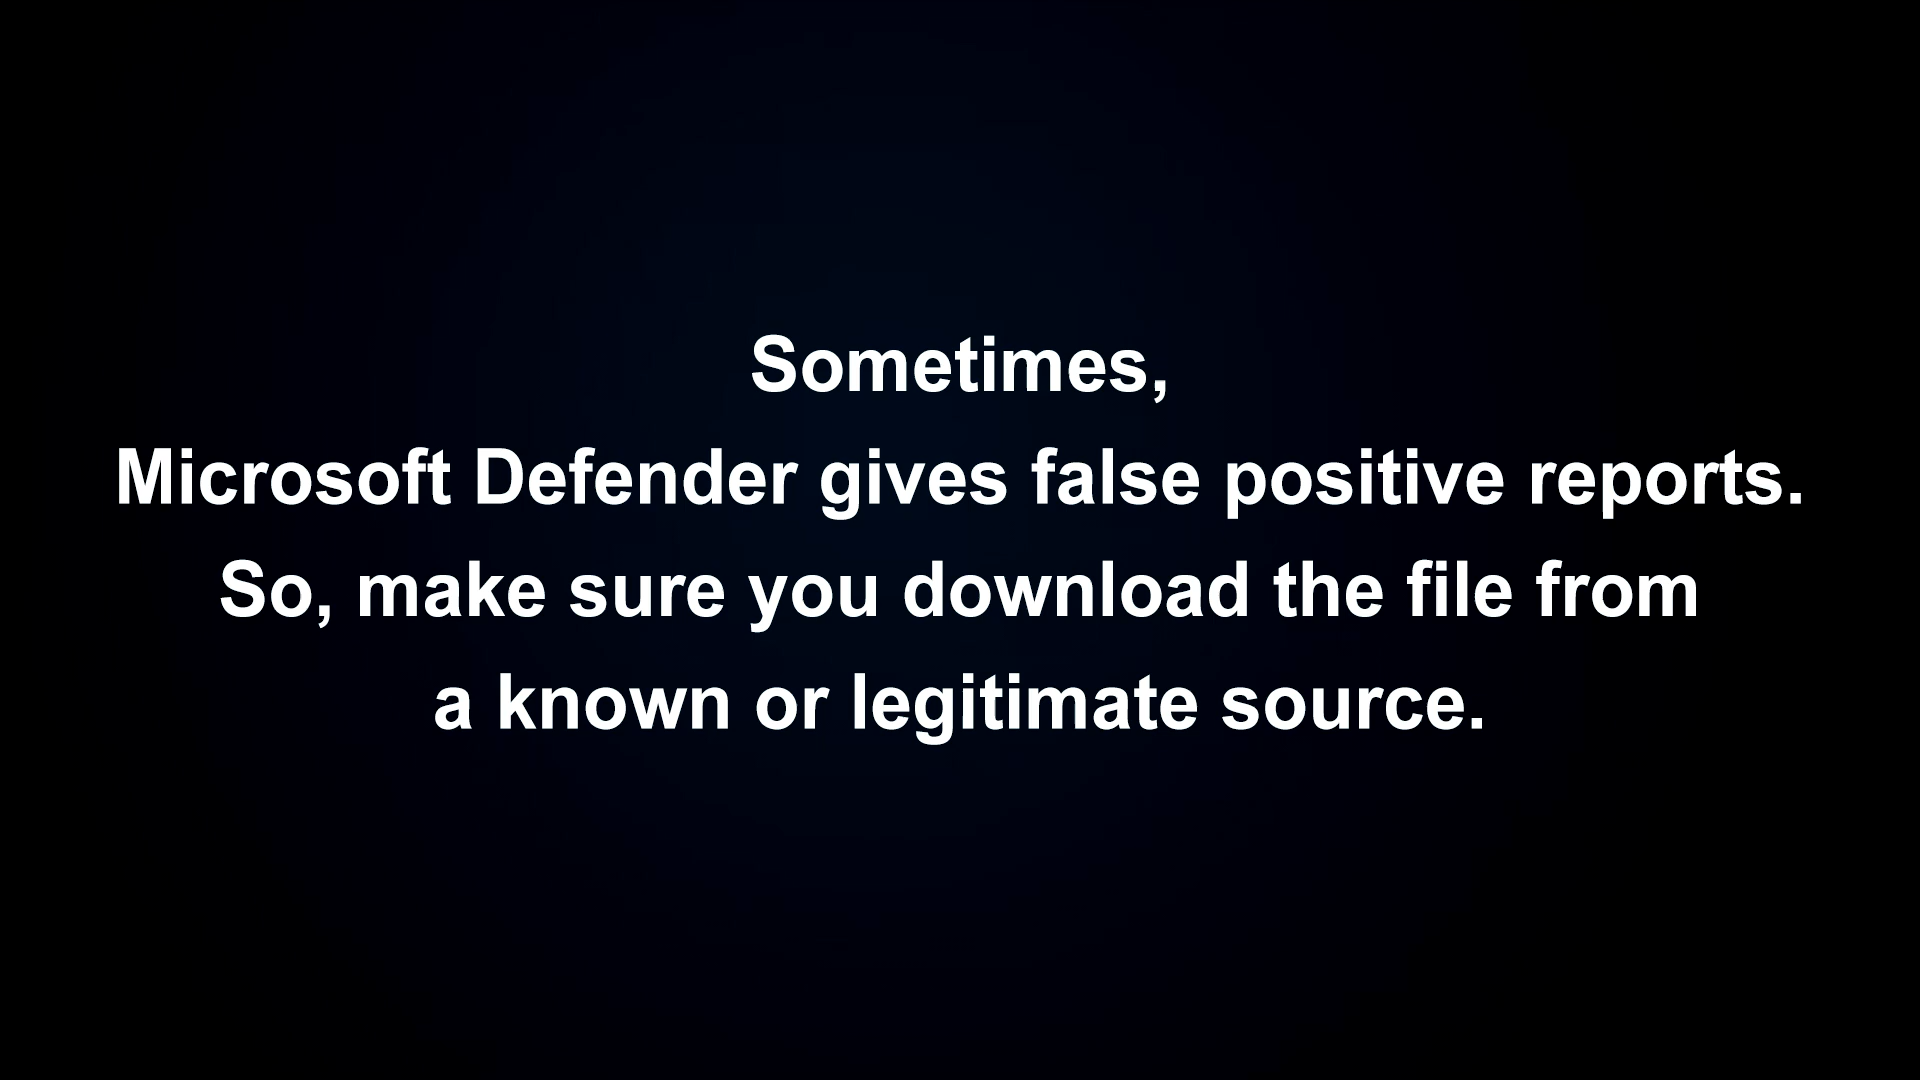 Sometimes,
Microsoft Defender gives false positive reports.
So, make sure you download the file from
a known or legitimate source.